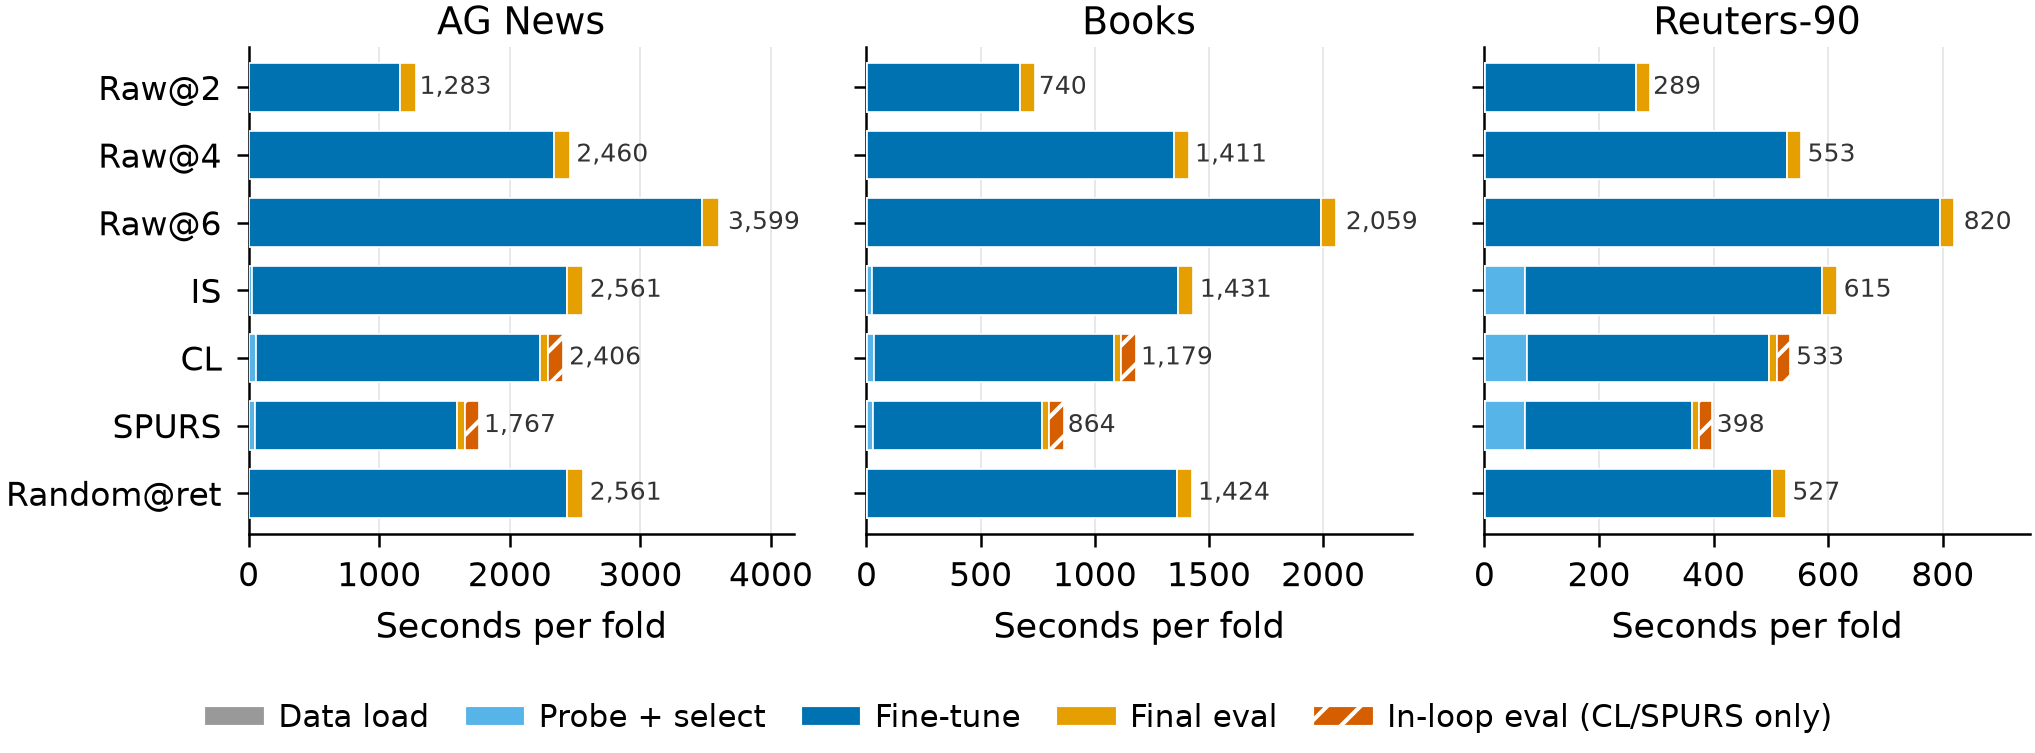 AG News
Books
Reuters-90
Raw@2
1,283
740
289
Raw@4
2,460
1,411
553
Raw@6
3,599
2,059
820
IS
2,561
1,431
615
CL
2,406
1,179
533
SPURS
1,767
864
398
Random@ret
2,561
1,424
527
0 1000 2000 3000 4000
0 500 1000 1500 2000
0 200 400 600 800
Seconds per fold
Seconds per fold
Seconds per fold
Data load
Probe + select
Fine-tune
Final eval
In-loop eval (CL/SPURS only)